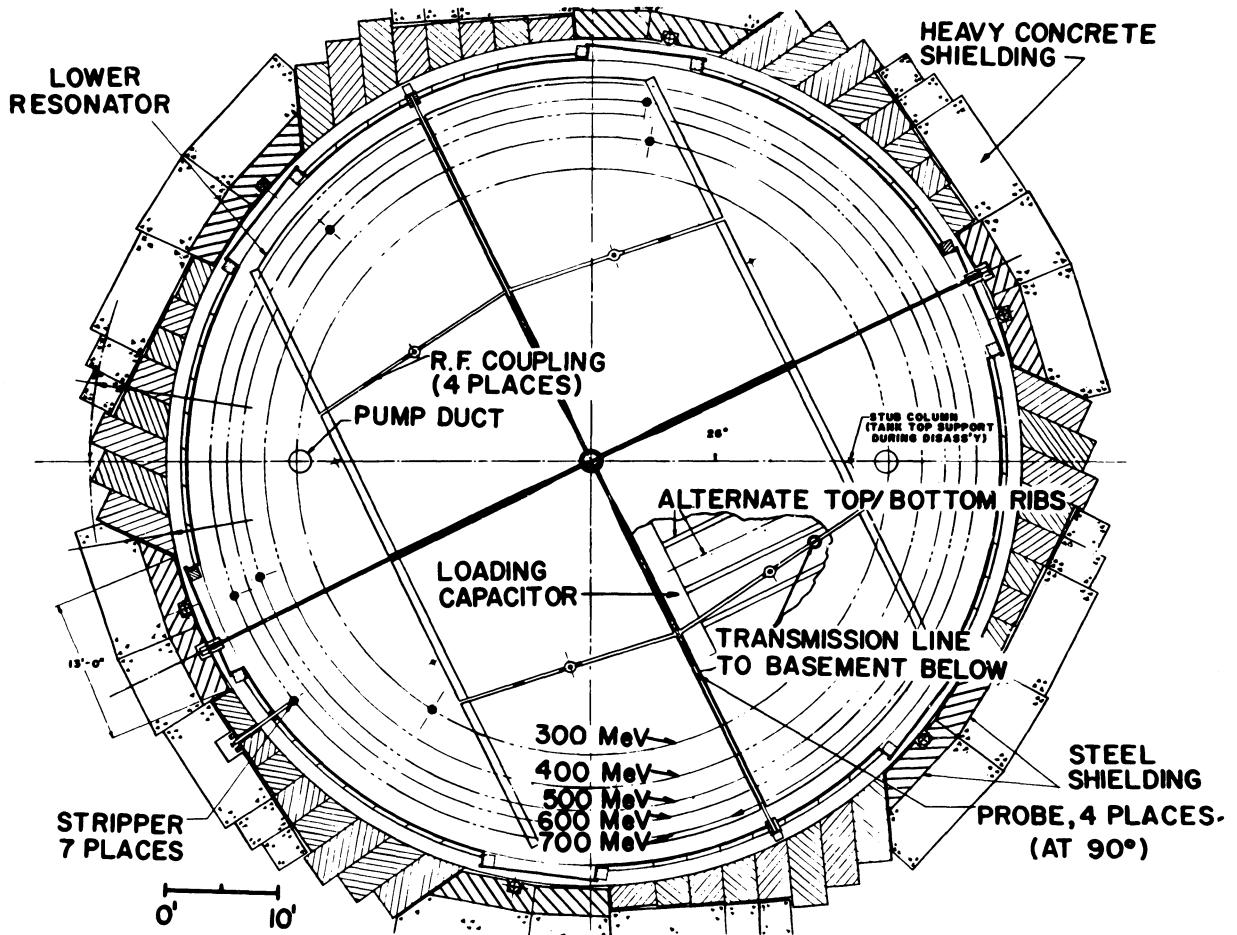 HEAVY CONCRETE
SHIELDING
LOWER
RESONATOR
R.F. COUPLING
(4 PLACES)
PUMP DUCT
STUB COLUMN
(TANK TOP SUPPORT
DURING DISASS'Y)
26°
ALTERNATE TOP/BOTTOM RIBS
LOADING
CAPACITOR
TRANSMISSION LINE
TO BASEMENT BELOW
13'-0"
300 MeV
400 MeV
500 MeV
600 MeV
700 MeV
STEEL
SHIELDING
PROBE, 4 PLACES
(AT 90°)
STRIPPER
7 PLACES
0' 10'